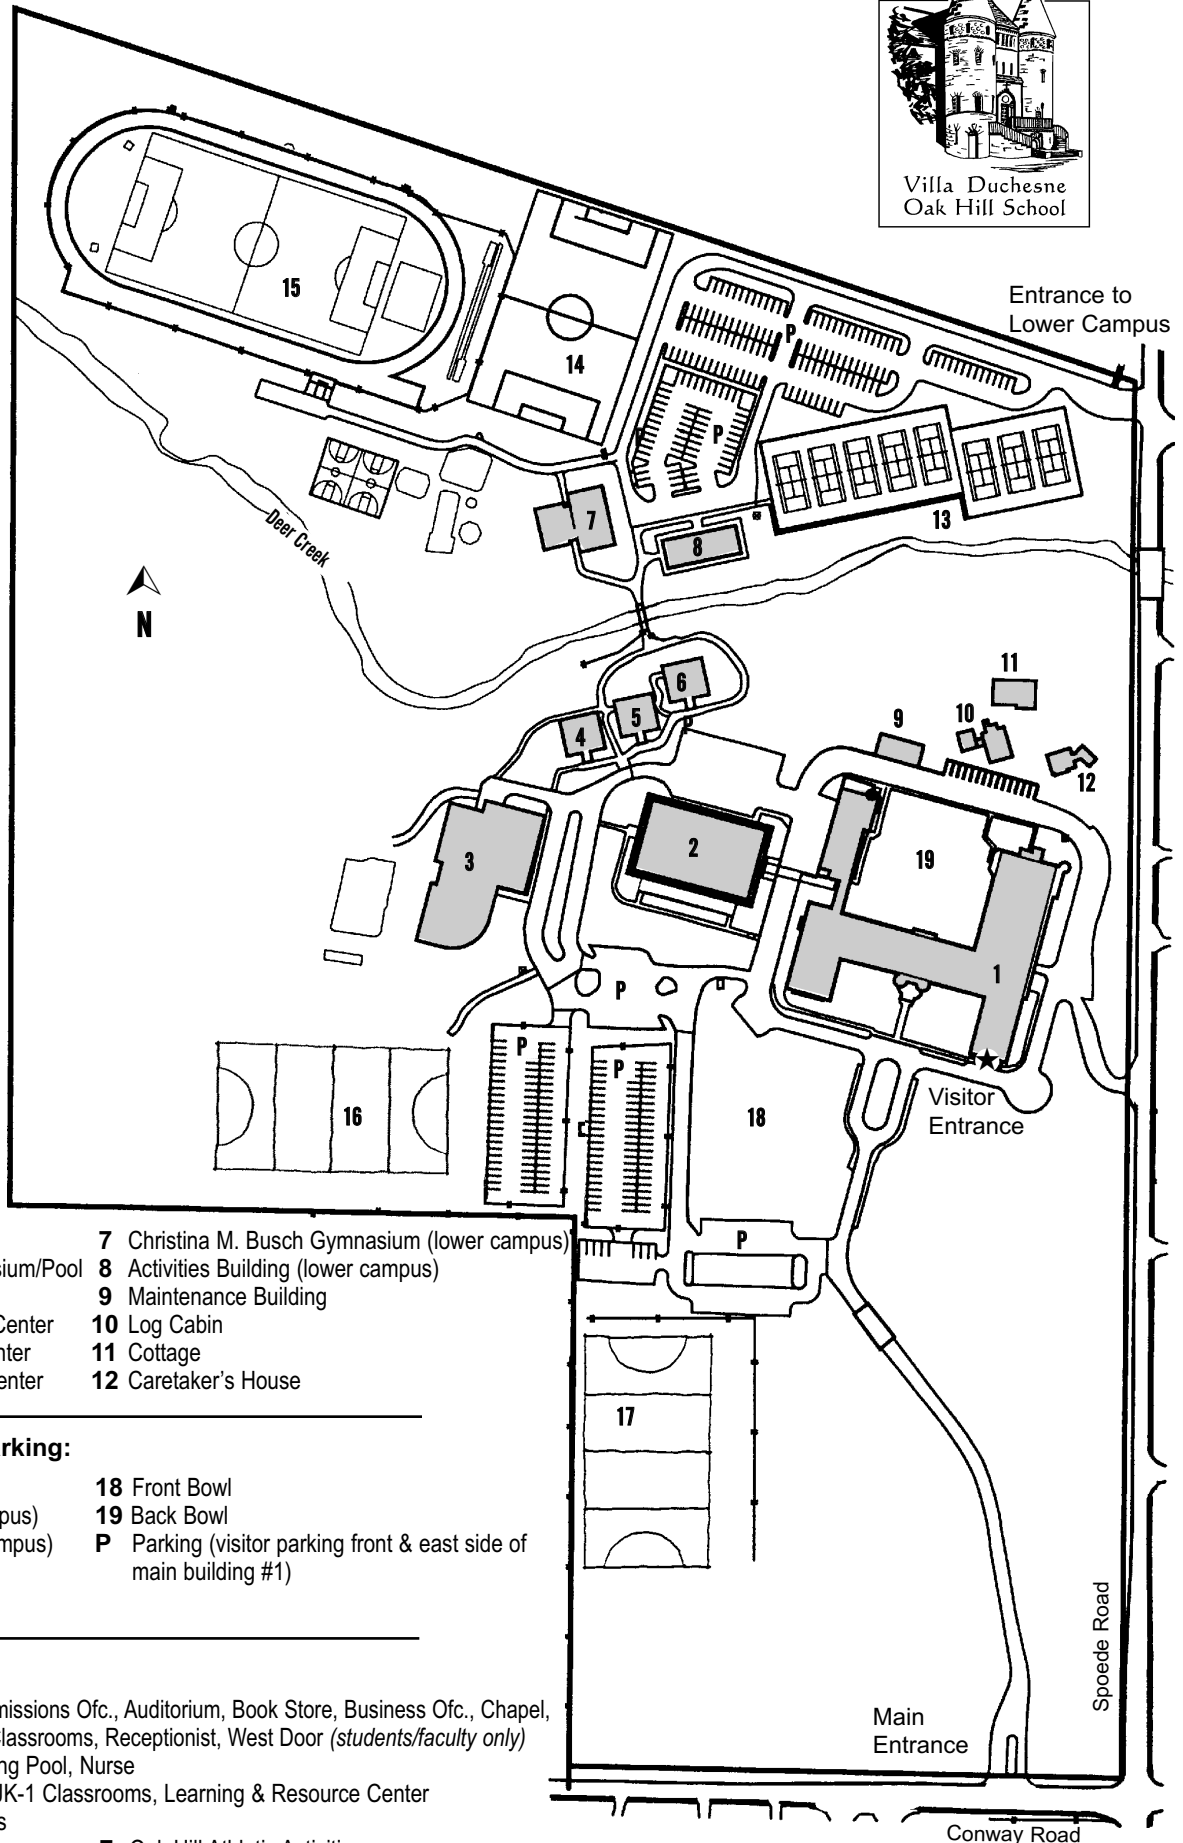 Villa Duchesne
Oak Hill School
Entrance to
Lower Campus
15
14
P
P
P
13
7
8
Deer Creek
N
6
5
4
P
11
10
9
12
3
2
19
1
P
P
P
Visitor
Entrance
16
18
P
17
7 Christina M. Busch Gymnasium (lower campus)
sium/Pool 8 Activities Building (lower campus)
9 Maintenance Building
Center 10 Log Cabin
nter 11 Cottage
enter 12 Caretaker's House
rking:
18 Front Bowl
pus) 19 Back Bowl
mpus) P Parking (visitor parking front & east side of
main building #1)
missions Ofc., Auditorium, Book Store, Business Ofc., Chapel,
Classrooms, Receptionist, West Door (students/faculty only)
ng Pool, Nurse
JK-1 Classrooms, Learning & Resource Center
s
Spoede Road
Main
Entrance
Conway Road